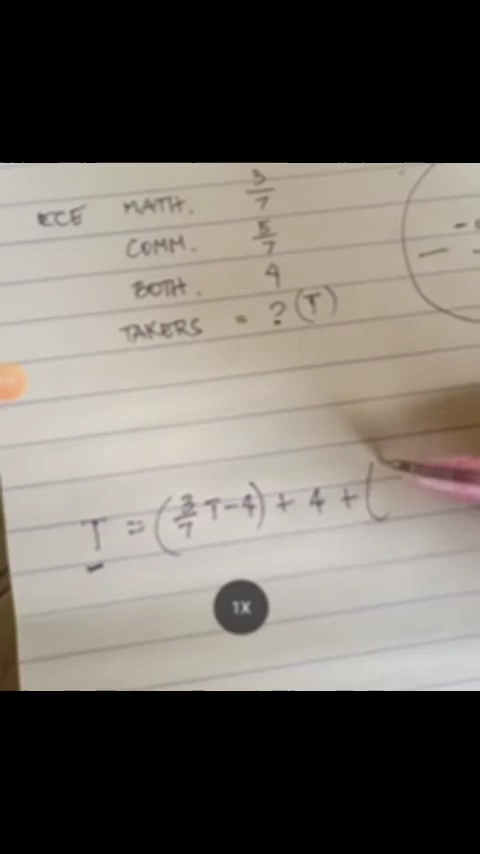 ECE MATH. 3/7
COMM. 5/7
BOTH. 4
TAKERS = ? (T)
T = (3/7 T - 4) + 4 + (
1X